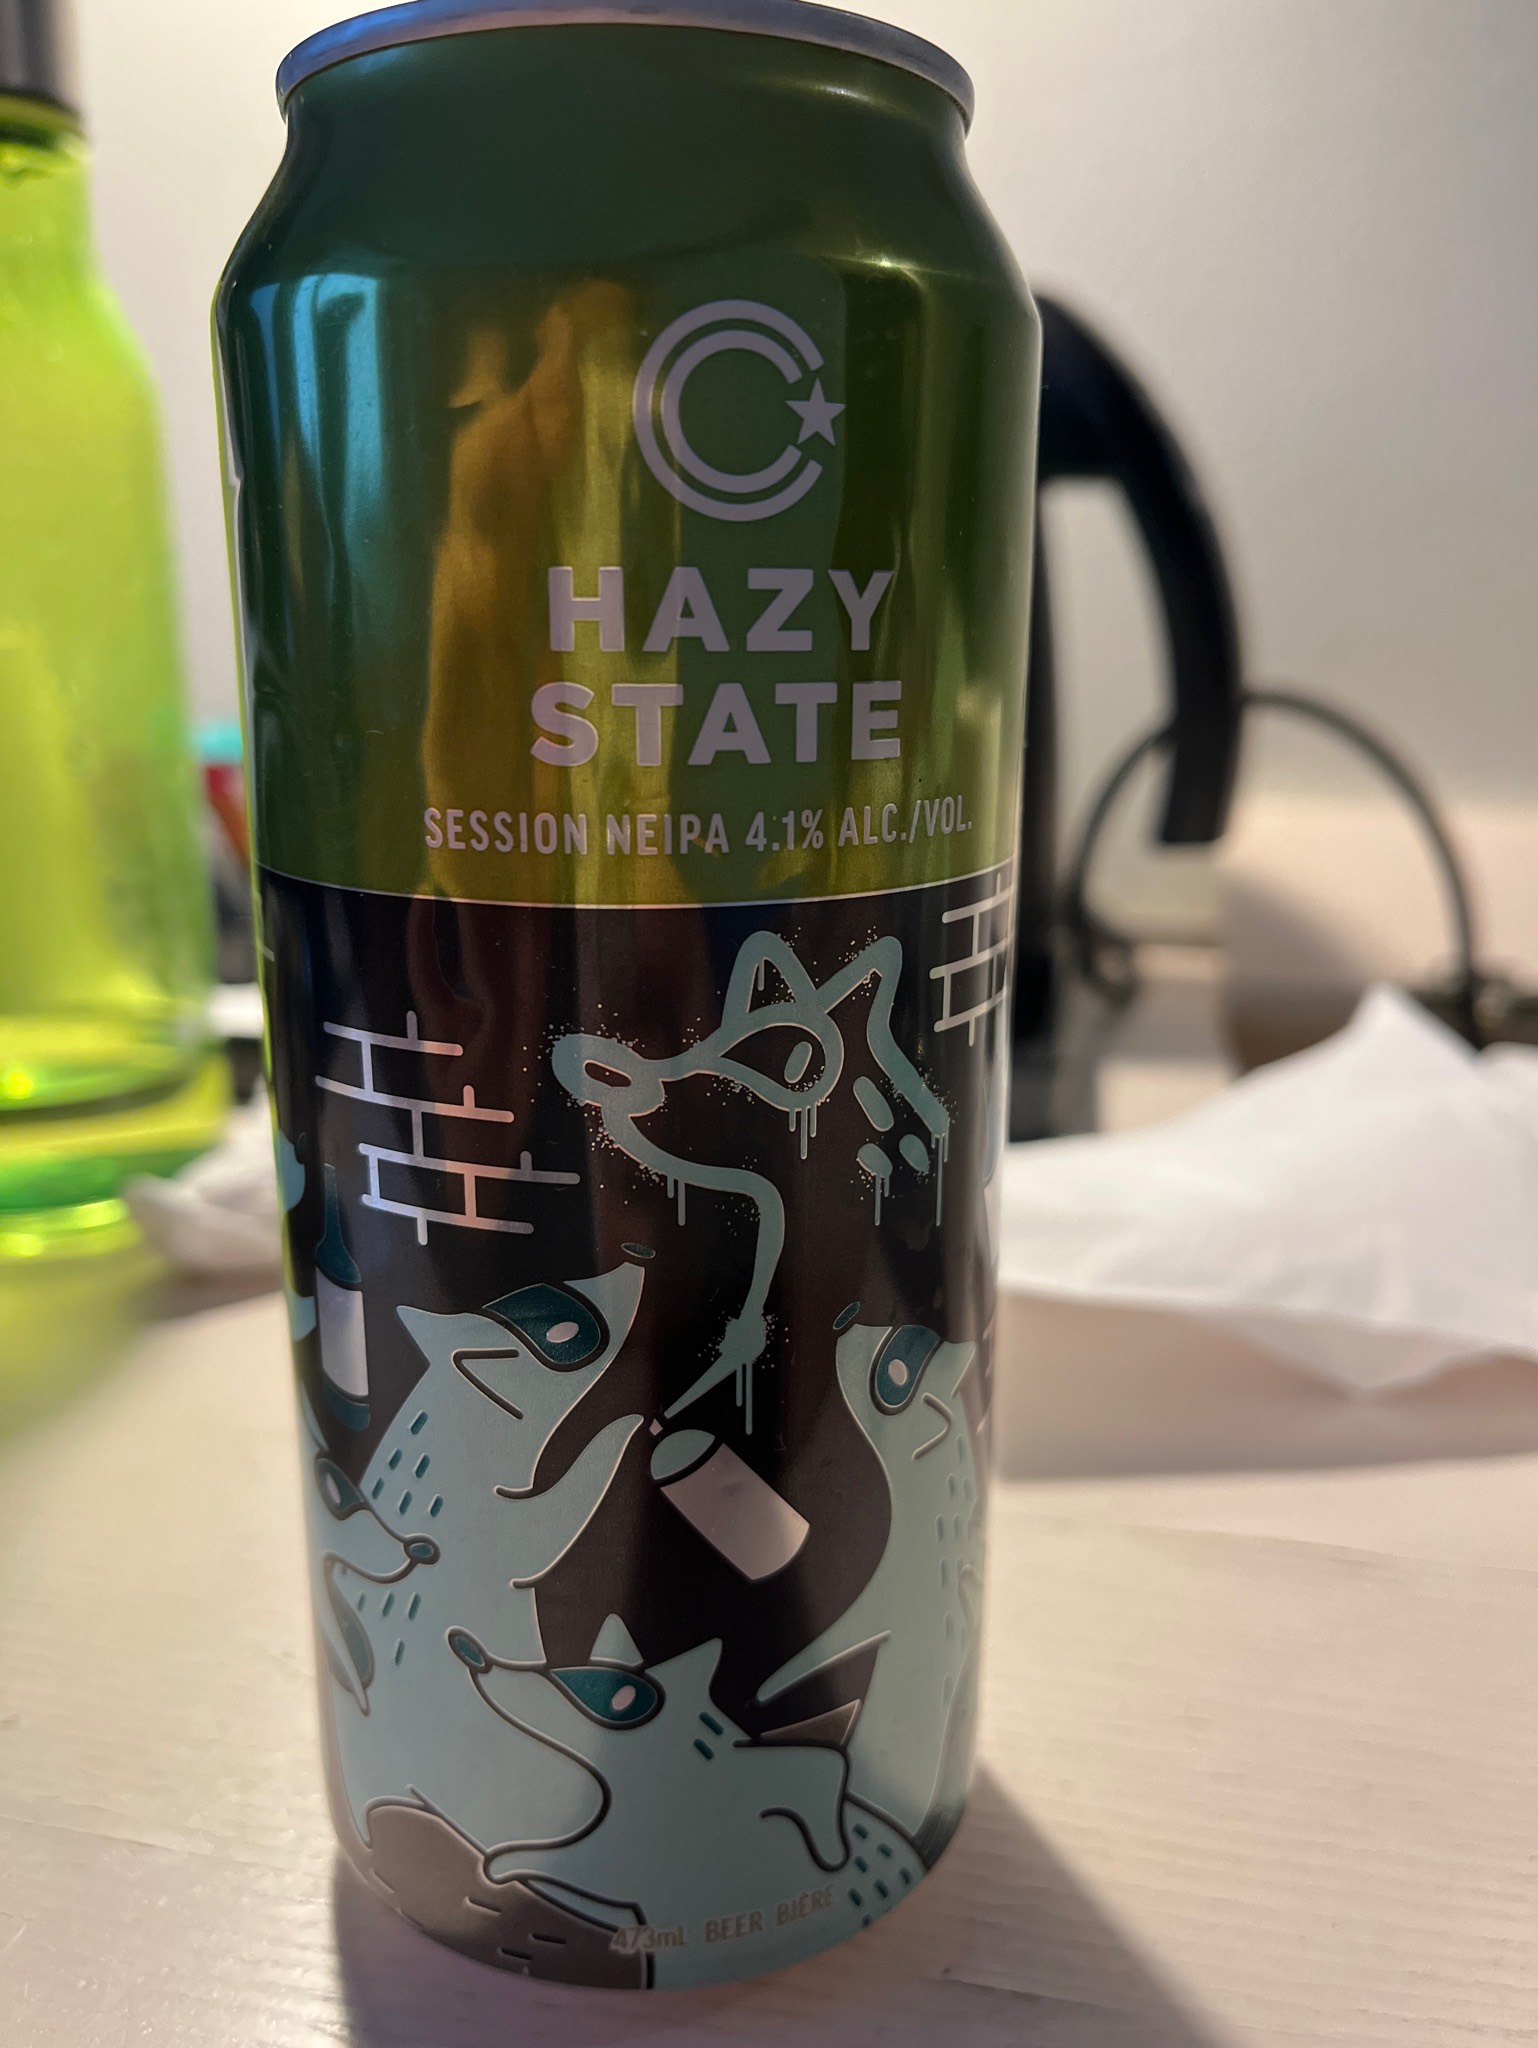 HAZY
STATE
SESSION NEIPA 4.1% ALC./VOL.
473mL BEER BIÈRE